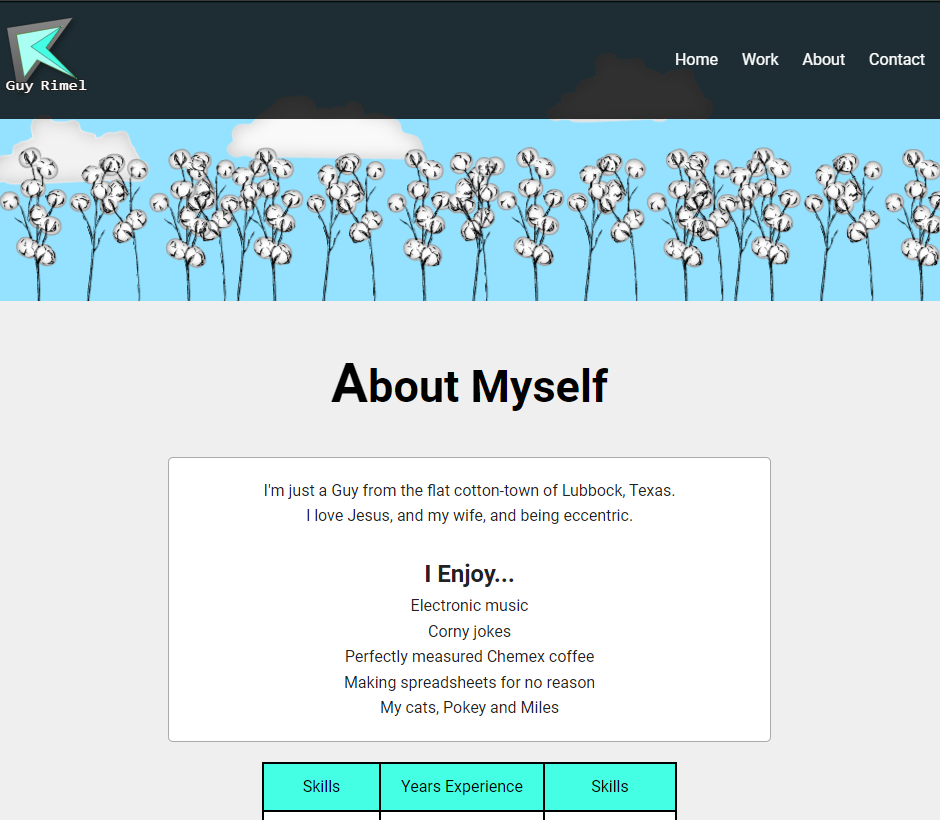 Guy Rimel
Home Work About Contact
About Myself
I'm just a Guy from the flat cotton-town of Lubbock, Texas.
I love Jesus, and my wife, and being eccentric.
I Enjoy...
Electronic music
Corny jokes
Perfectly measured Chemex coffee
Making spreadsheets for no reason
My cats, Pokey and Miles
Skills Years Experience Skills